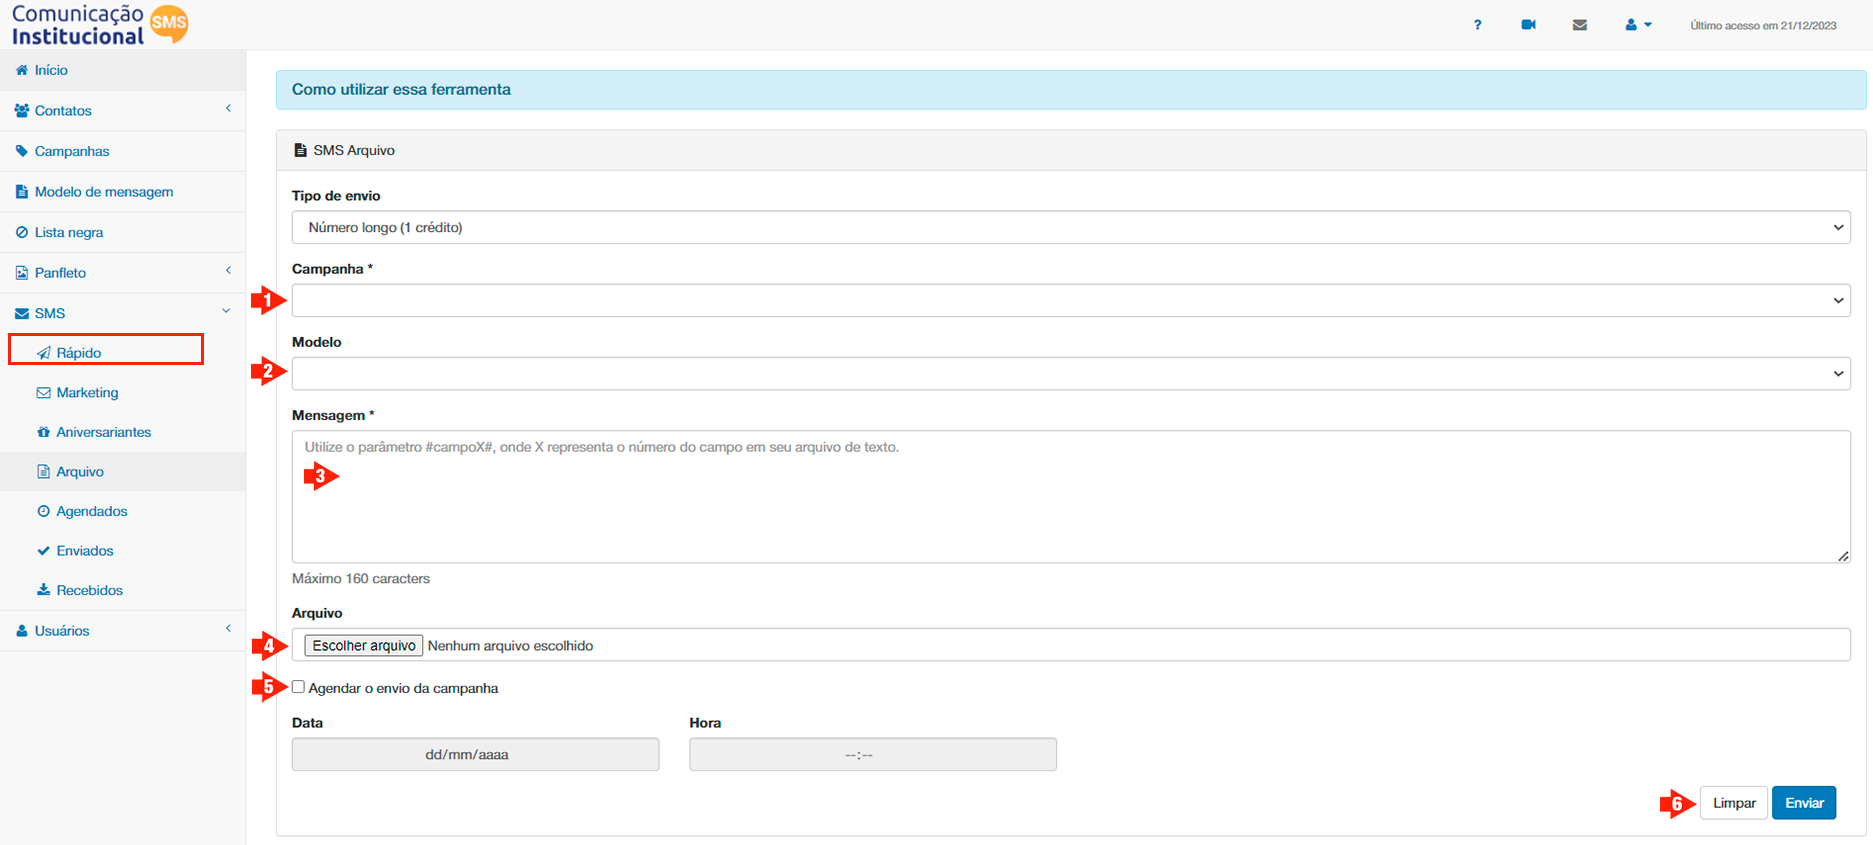 Comunicação
Institucional
SMS
?
Último acesso em 21/12/2023
Início
Contatos
Campanhas
Modelo de mensagem
Lista negra
Panfleto
SMS
Rápido
Marketing
Aniversariantes
Arquivo
Agendados
Enviados
Recebidos
Usuários
Como utilizar essa ferramenta
SMS Arquivo
Tipo de envio
Número longo (1 crédito)
Campanha *
1
Modelo
2
Mensagem *
Utilize o parâmetro #campoX#, onde X representa o número do campo em seu arquivo de texto.
3
Máximo 160 caracters
Arquivo
4 Escolher arquivo Nenhum arquivo escolhido
5 Agendar o envio da campanha
Data Hora
dd/mm/aaaa --:--
6 Limpar Enviar